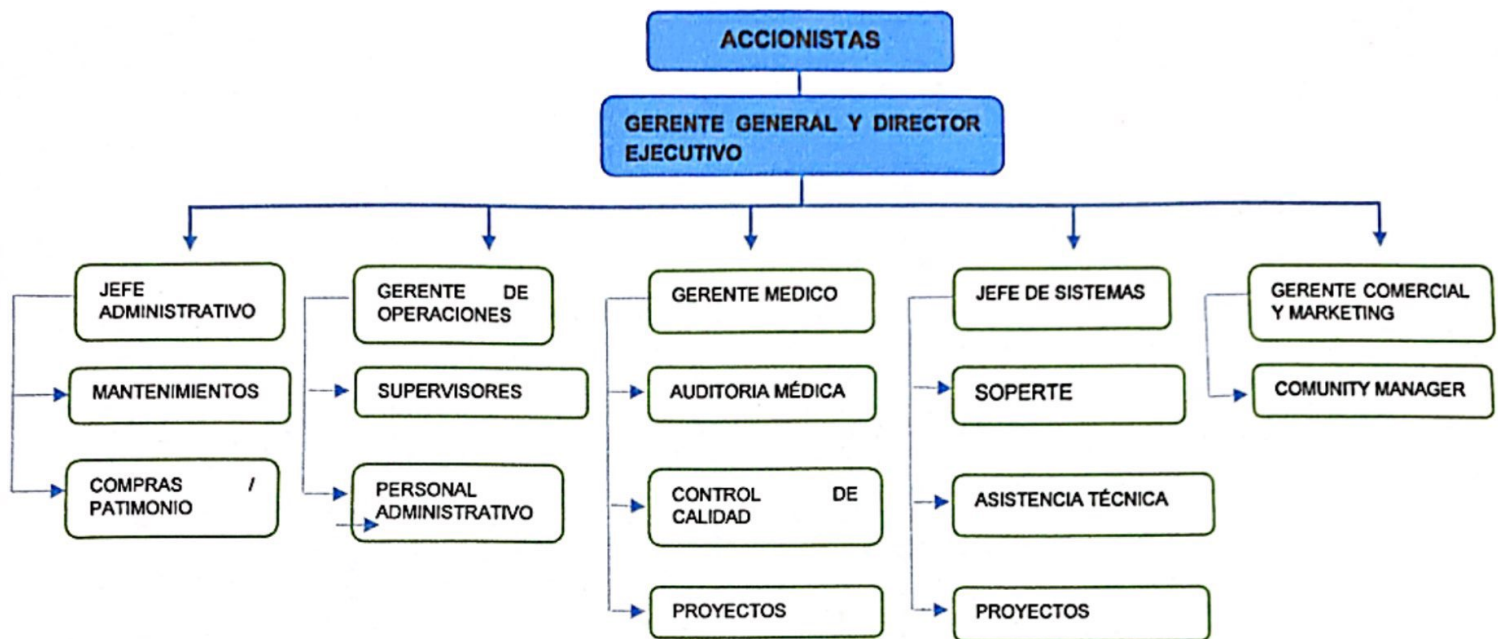 ACCIONISTAS
GERENTE GENERAL Y DIRECTOR
EJECUTIVO
JEFE
ADMINISTRATIVO
MANTENIMIENTOS
COMPRAS /
PATIMONIO
GERENTE DE
OPERACIONES
SUPERVISORES
PERSONAL
ADMINISTRATIVO
GERENTE MEDICO
AUDITORIA MÉDICA
CONTROL DE
CALIDAD
PROYECTOS
JEFE DE SISTEMAS
SOPERTE
ASISTENCIA TÉCNICA
PROYECTOS
GERENTE COMERCIAL
Y MARKETING
COMUNITY MANAGER